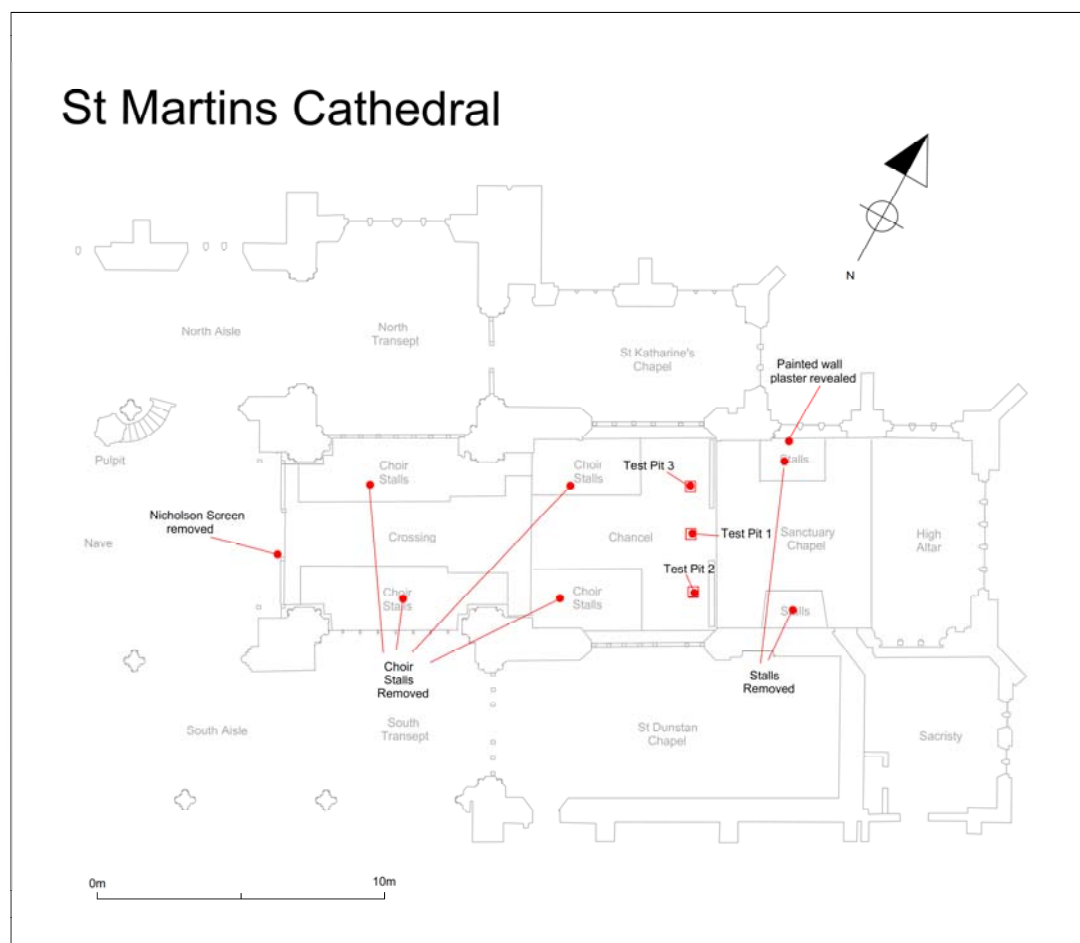 St Martins Cathedral
N
North Aisle
North
Transept
St Katharine's
Chapel
Painted wall
plaster revealed
Pulpit
Choir
Stalls
Choir
Stalls
Test Pit 3
Stalls
Nicholson Screen
removed
Nave
Crossing
Chancel
Test Pit 1
Sanctuary
Chapel
High
Altar
Test Pit 2
Choir
Stalls
Choir
Stalls
Stalls
Choir
Stalls
Removed
Stalls
Removed
South Aisle
South
Transept
St Dunstan
Chapel
Sacristy
0m
10m